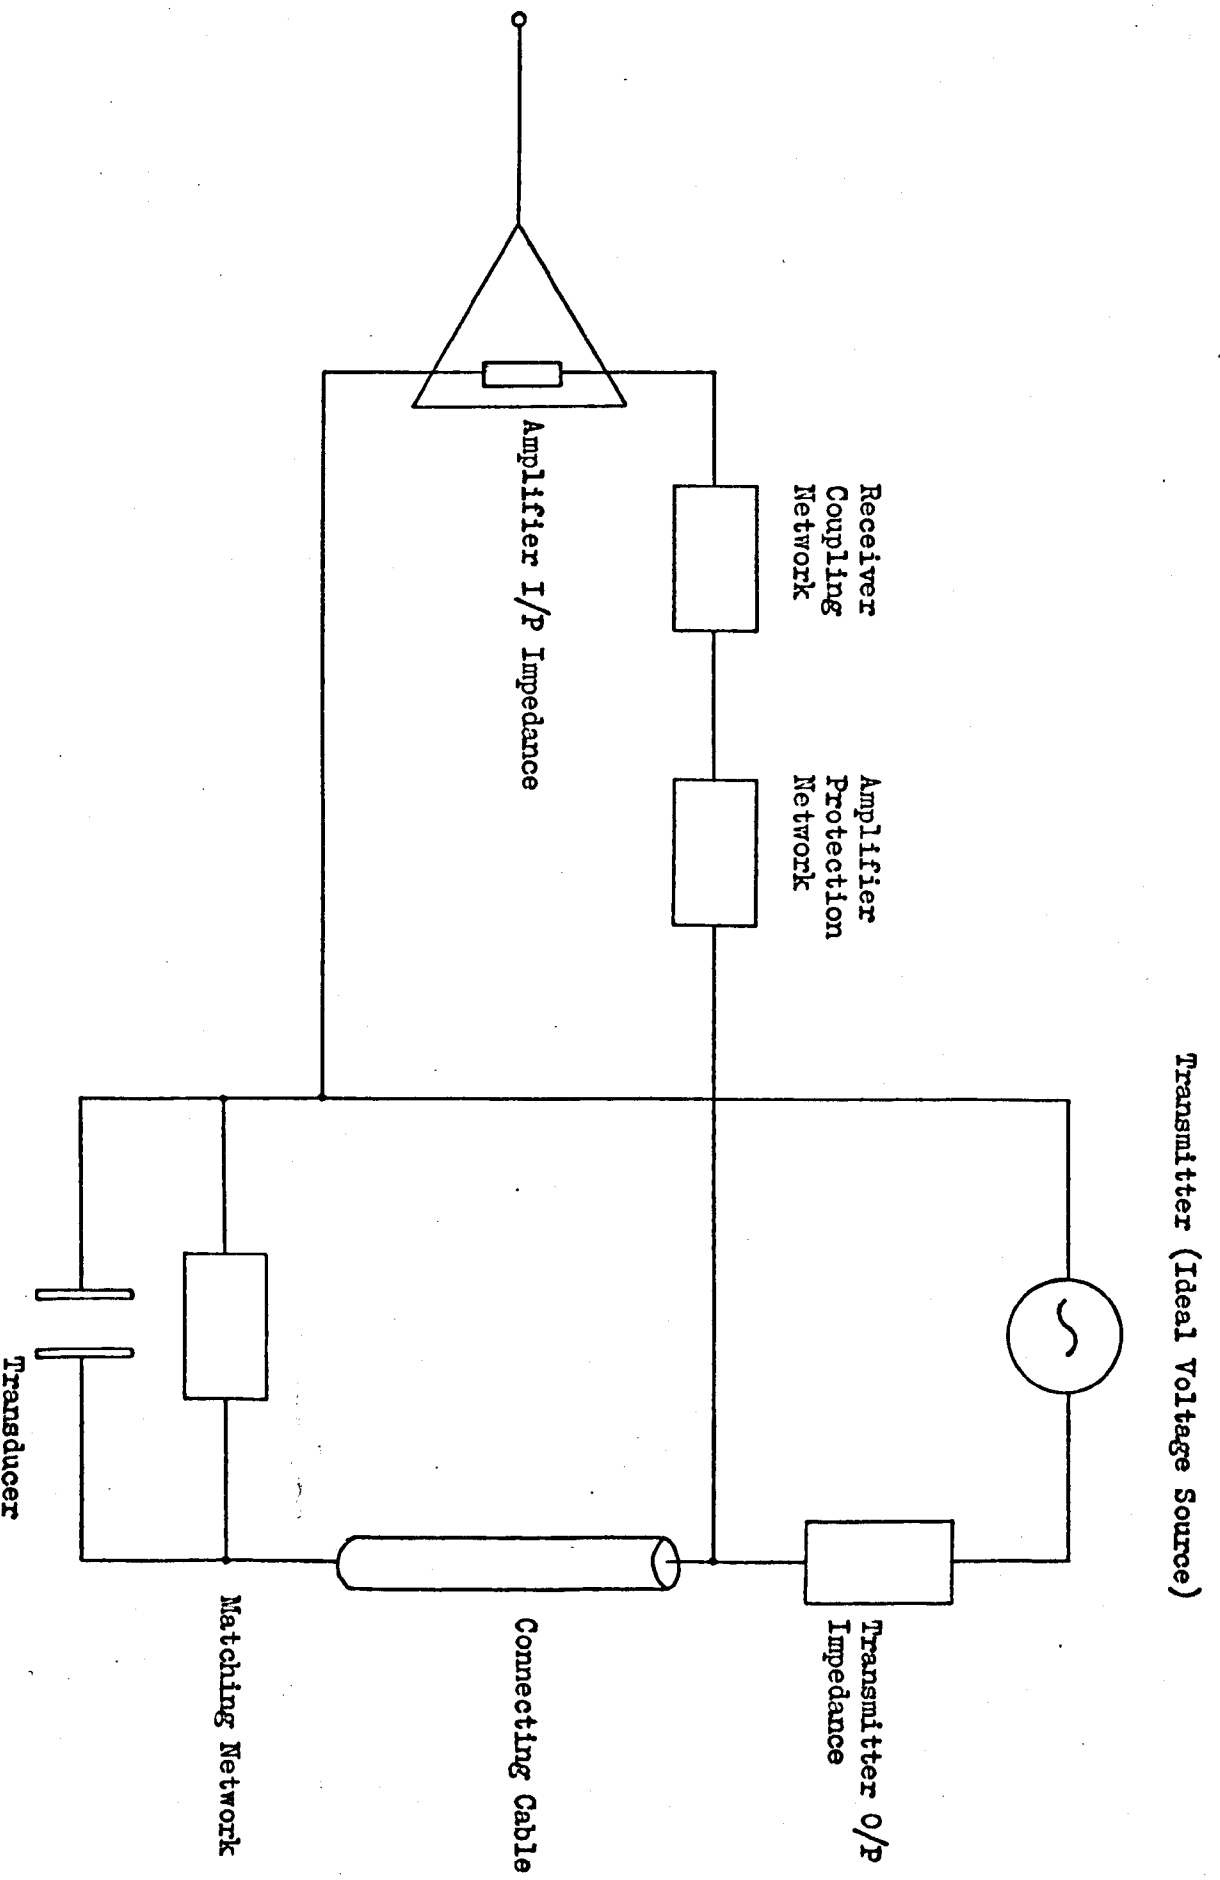 Transmitter (Ideal Voltage Source)
Receiver
Coupling
Network
Amplifier
Protection
Network
Transmitter O/P
Impedance
Amplifier I/P Impedance
Connecting Cable
Matching Network
Transducer